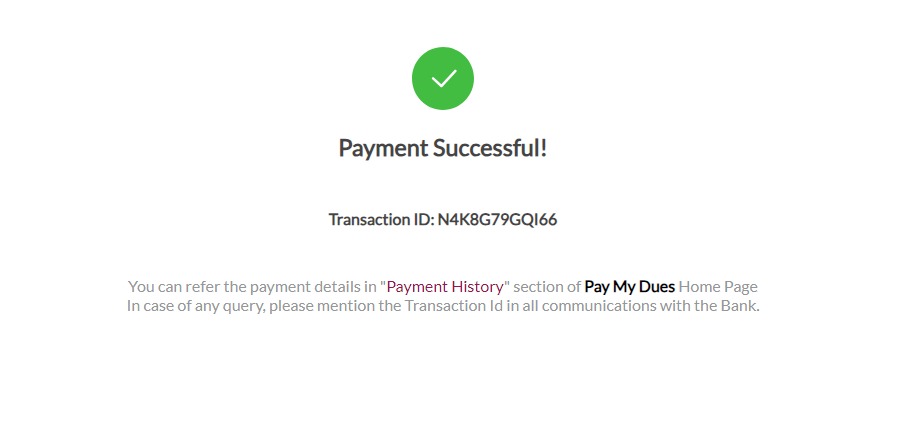 Payment Successful!
Transaction ID: N4K8G79GQI66
You can refer the payment details in "Payment History" section of Pay My Dues Home Page
In case of any query, please mention the Transaction Id in all communications with the Bank.